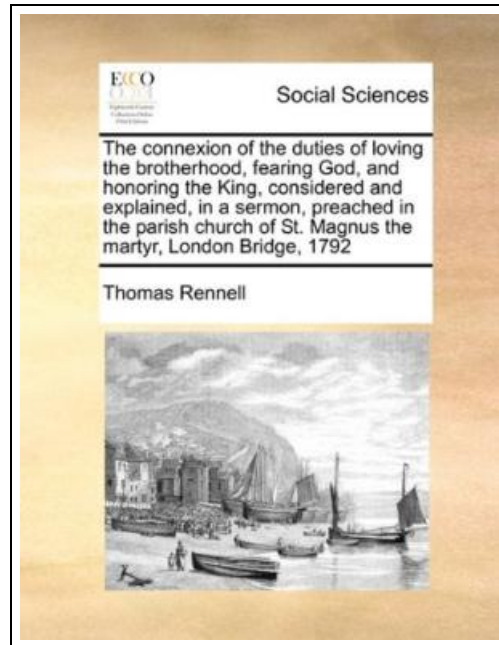 ECCO
Social Sciences
The connexion of the duties of loving
the brotherhood, fearing God, and
honoring the King, considered and
explained, in a sermon, preached in
the parish church of St. Magnus the
martyr, London Bridge, 1792
Thomas Rennell